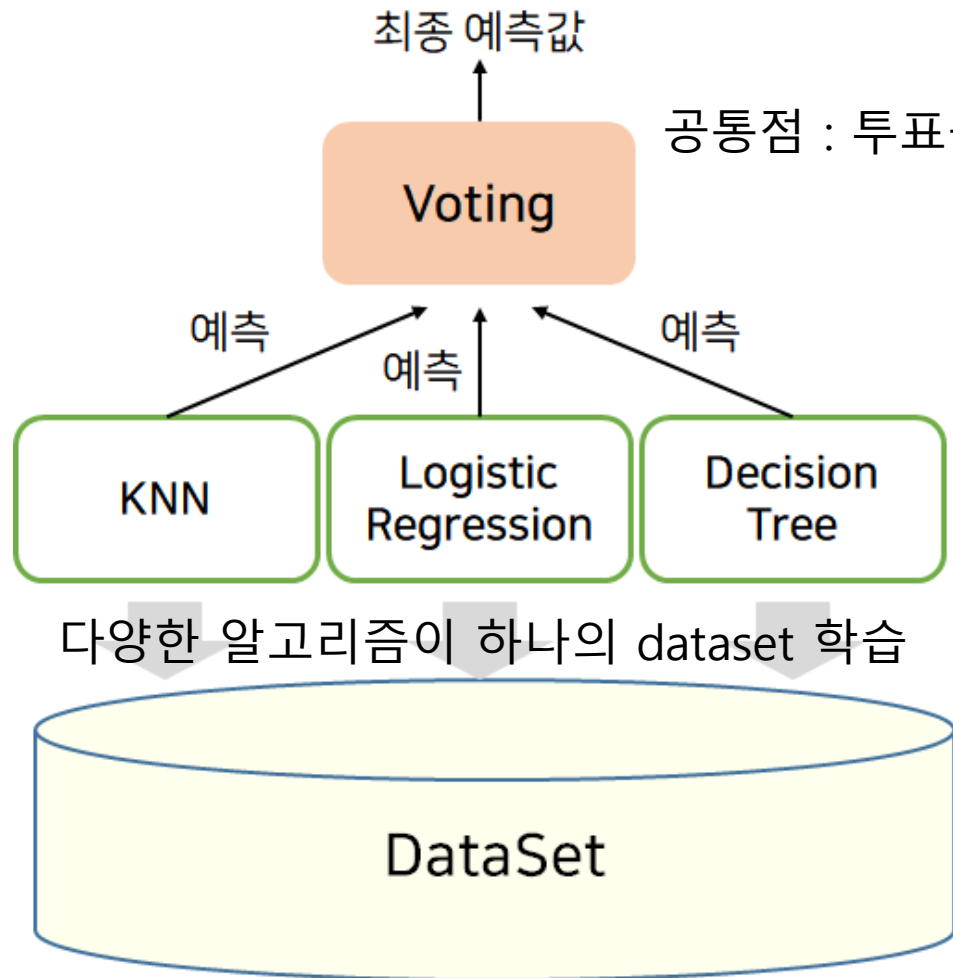 최종 예측값
공통점 : 투표
Voting
예측
예측
예측
KNN
Logistic
Regression
Decision
Tree
다양한 알고리즘이 하나의 dataset 학습
DataSet